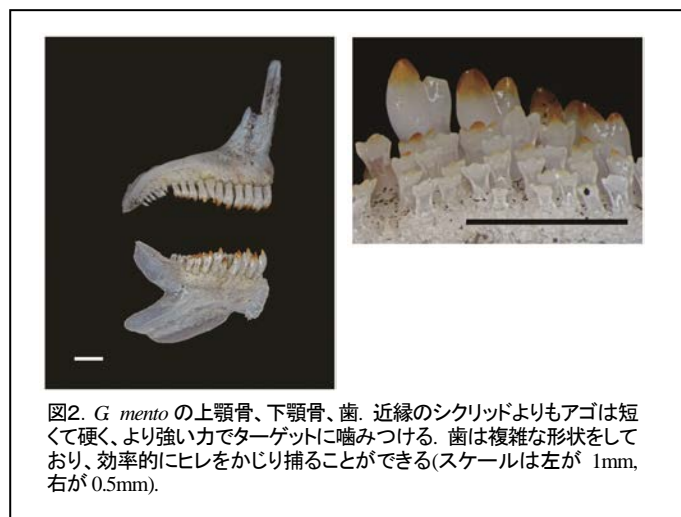 図2. G. mento の上顎骨、下顎骨、歯. 近縁のシクリッドよりもアゴは短
くて硬く、より強い力でターゲットに噛みつける. 歯は複雑な形状をして
おり、効率的にヒレをかじり捕ることができる(スケールは左が 1mm,
右が 0.5mm).